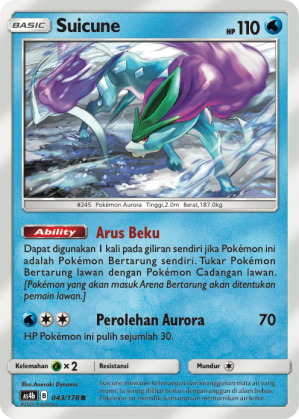 BASIC Suicune HP 110
#245 Pokémon Aurora Tinggi,2.0m Berat,187.0kg
Ability Arus Beku
Dapat digunakan 1 kali pada giliran sendiri jika Pokémon ini
adalah Pokémon Bertarung sendiri. Tukar Pokémon
Bertarung lawan dengan Pokémon Cadangan lawan.
[Pokémon yang akan masuk Arena Bertarung akan ditentukan
pemain lawan.]
Perolehan Aurora 70
HP Pokémon ini pulih sejumlah 30.
Kelemahan ×2 Resistansi Mundur
Illus. Anesaki Dynamic
AS4b B 043/178 R